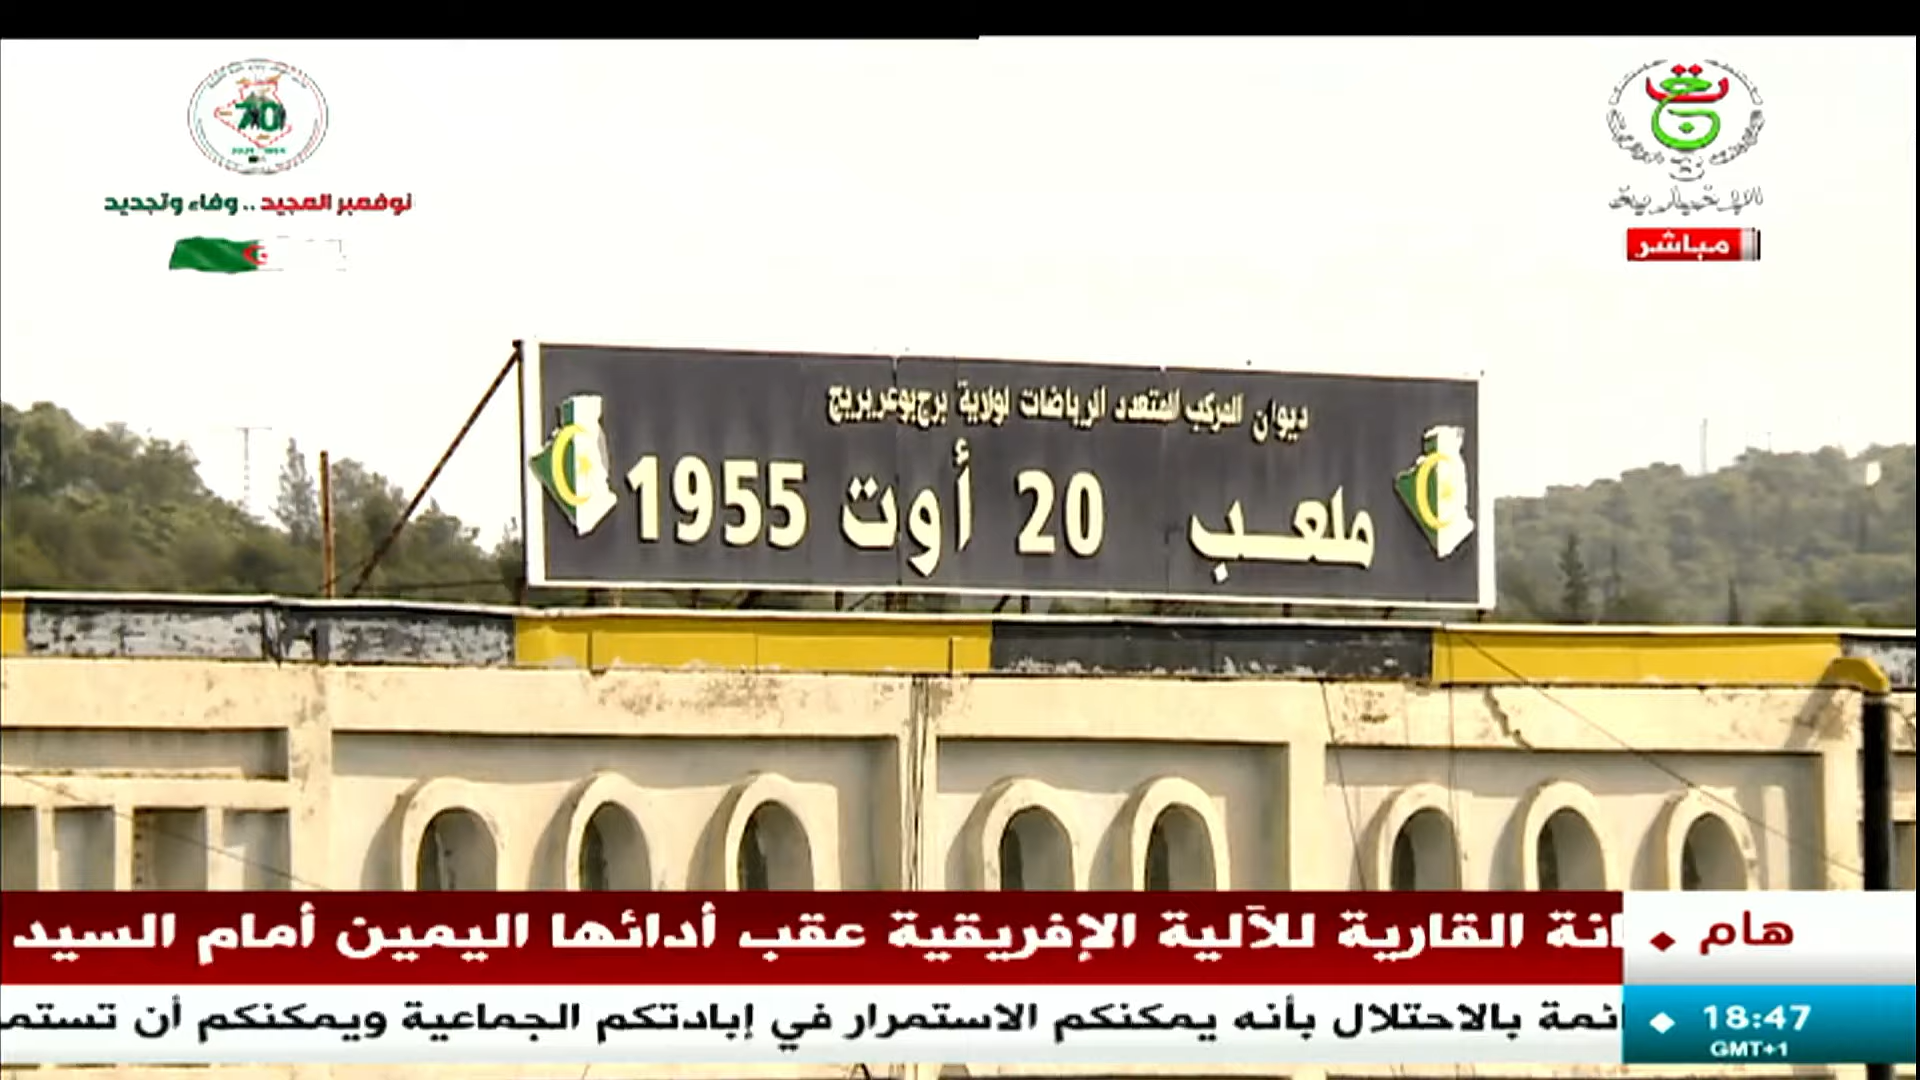 70
نوفمبر المجيد .. وفاء وتجديد
الإخبارية
مباشر
ديوان المركب المتعدد الرياضات لولاية برج بوعريريج
ملعب 20 أوت 1955
هام
انة القارية للآلية الإفريقية عقب أدائها اليمين أمام السيد
ائمة بالاحتلال بأنه يمكنكم الاستمرار في إبادتكم الجماعية ويمكنكم أن تستم
18:47
GMT+1